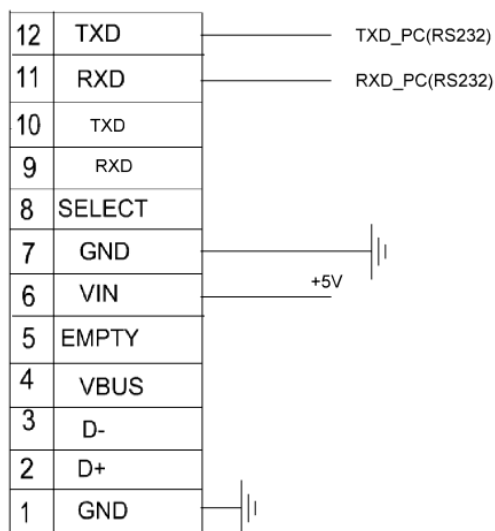 12 TXD TXD_PC(RS232)
11 RXD RXD_PC(RS232)
10 TXD
9 RXD
8 SELECT
7 GND
6 VIN +5V
5 EMPTY
4 VBUS
3 D-
2 D+
1 GND